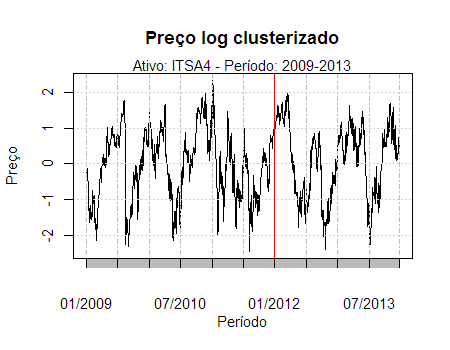 Preço log clusterizado
Ativo: ITSA4 - Período: 2009-2013
Preço
2
1
0
-1
-2
01/2009 07/2010 01/2012 07/2013
Período